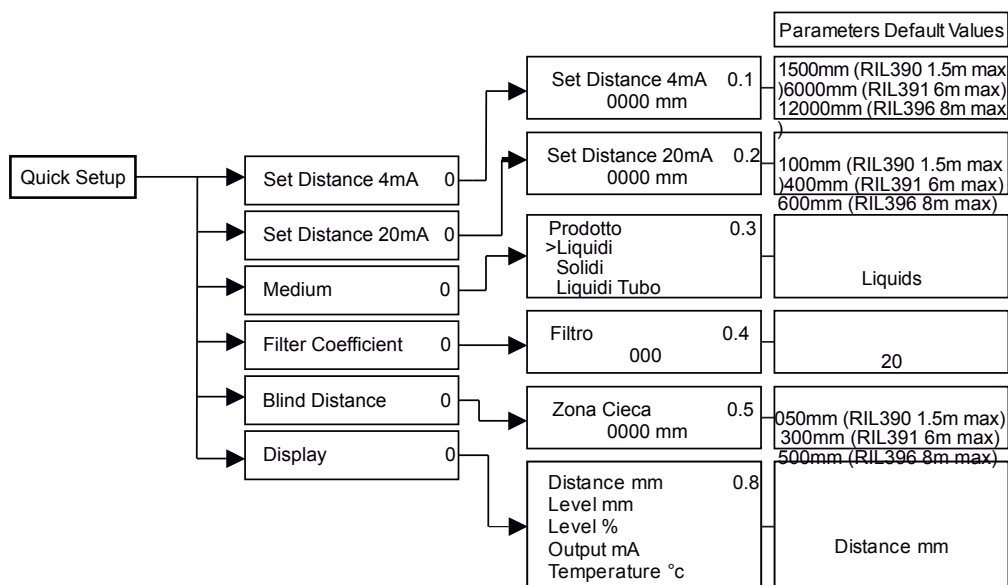 Parameters Default Values
Set Distance 4mA 0.1
0000 mm
1500mm (RIL390 1.5m max
)6000mm (RIL391 6m max)
12000mm (RIL396 8m max
)
Set Distance 20mA 0.2
0000 mm
100mm (RIL390 1.5m max
)400mm (RIL391 6m max)
600mm (RIL396 8m max)
Quick Setup
Set Distance 4mA 0
Set Distance 20mA 0
Medium 0
Filter Coefficient 0
Blind Distance 0
Display 0
Prodotto 0.3
>Liquidi
Solidi
Liquidi Tubo
Liquids
Filtro 0.4
000
20
Zona Cieca 0.5
0000 mm
050mm (RIL390 1.5m max)
300mm (RIL391 6m max)
500mm (RIL396 8m max)
Distance mm 0.8
Level mm
Level %
Output mA
Temperature °c
Distance mm